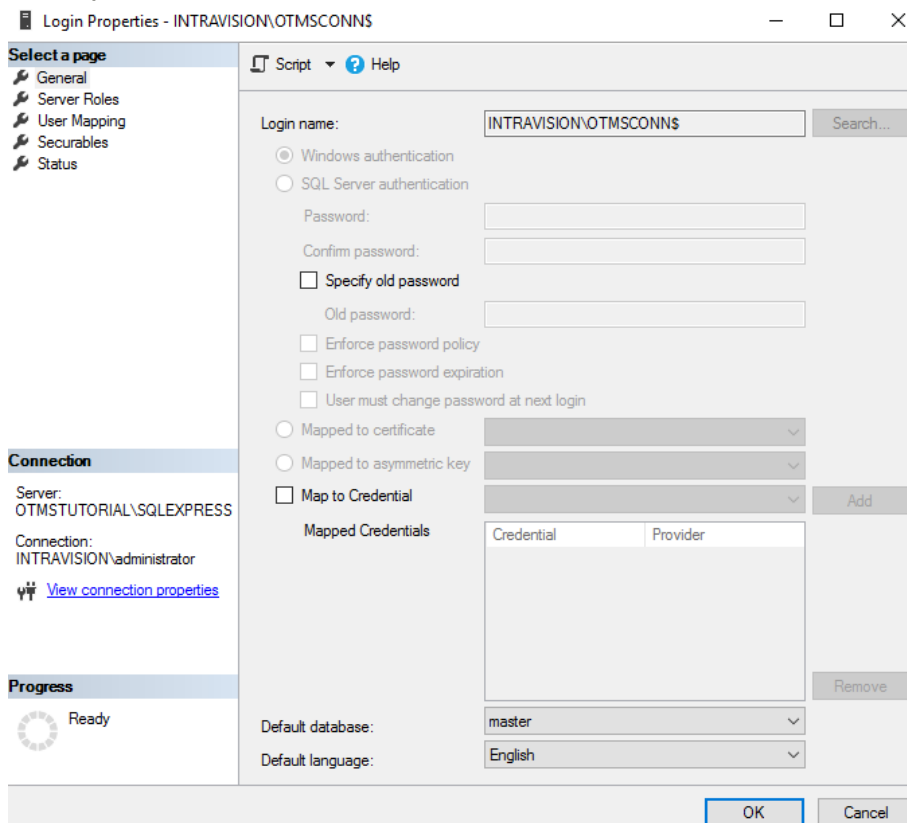 Login Properties - INTRAVISION\OTMSCONN$
Select a page
General
Server Roles
User Mapping
Securables
Status
Script
Help
Login name:
INTRAVISION\OTMSCONN$
Search...
Windows authentication
SQL Server authentication
Password:
Confirm password:
Specify old password
Old password:
Enforce password policy
Enforce password expiration
User must change password at next login
Mapped to certificate
Mapped to asymmetric key
Map to Credential
Add
Mapped Credentials
Credential Provider
Remove
Default database:
master
Default language:
English
Connection
Server:
OTMSTUTORIAL\SQLEXPRESS
Connection:
INTRAVISION\administrator
View connection properties
Progress
Ready
OK
Cancel